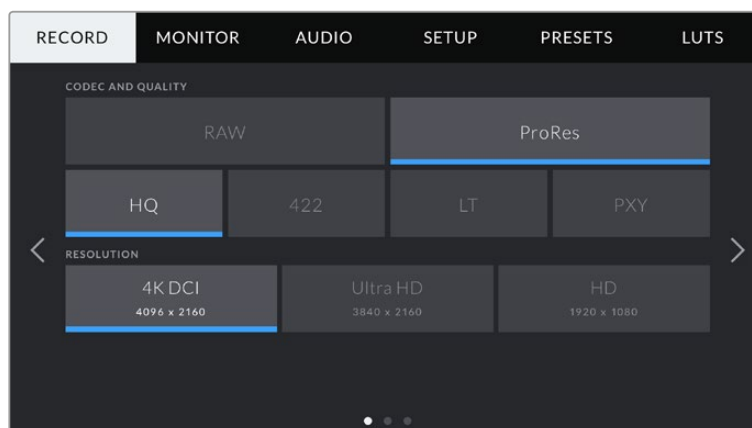 RECORD MONITOR AUDIO SETUP PRESETS LUTS
CODEC AND QUALITY
RAW ProRes
HQ 422 LT PXY
RESOLUTION
4K DCI Ultra HD HD
4096 x 2160 3840 x 2160 1920 x 1080